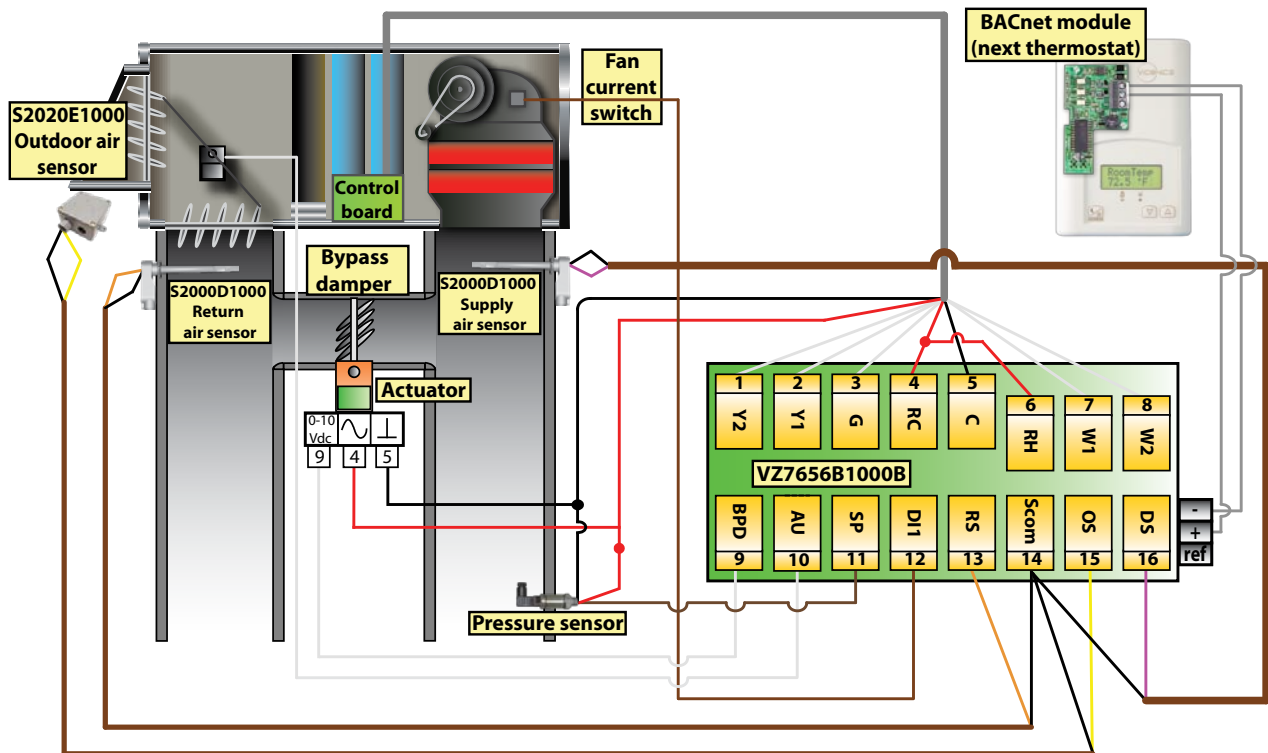 BACnet module
(next thermostat)
Fan
current
switch
S2020E1000
Outdoor air
sensor
VICONICS
RoomTemp
72.5 °F
Control
board
Bypass
damper
S2000D1000
Return
air sensor
S2000D1000
Supply
air sensor
Actuator
0-10
Vdc
9
4
5
1
2
3
4
5
6
7
8
Y2
Y1
G
RC
C
RH
W1
W2
VZ7656B1000B
BPD
AU
SP
DI1
RS
Scom
OS
DS
9
10
11
12
13
14
15
16
-
+
ref
Pressure sensor